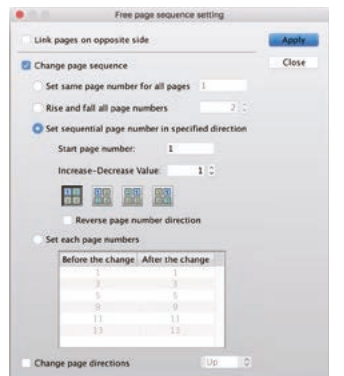 Free page sequence setting
Link pages on opposite side
Apply
Change page sequence
Close
Set same page number for all pages 1
Rise and fall all page numbers 2
Set sequential page number in specified direction
Start page number: 1
Increase-Decrease Value: 1
Reverse page number direction
Set each page numbers
Before the change After the change
1 1
3 3
5 5
9 9
11 11
13 13
Change page directions Up